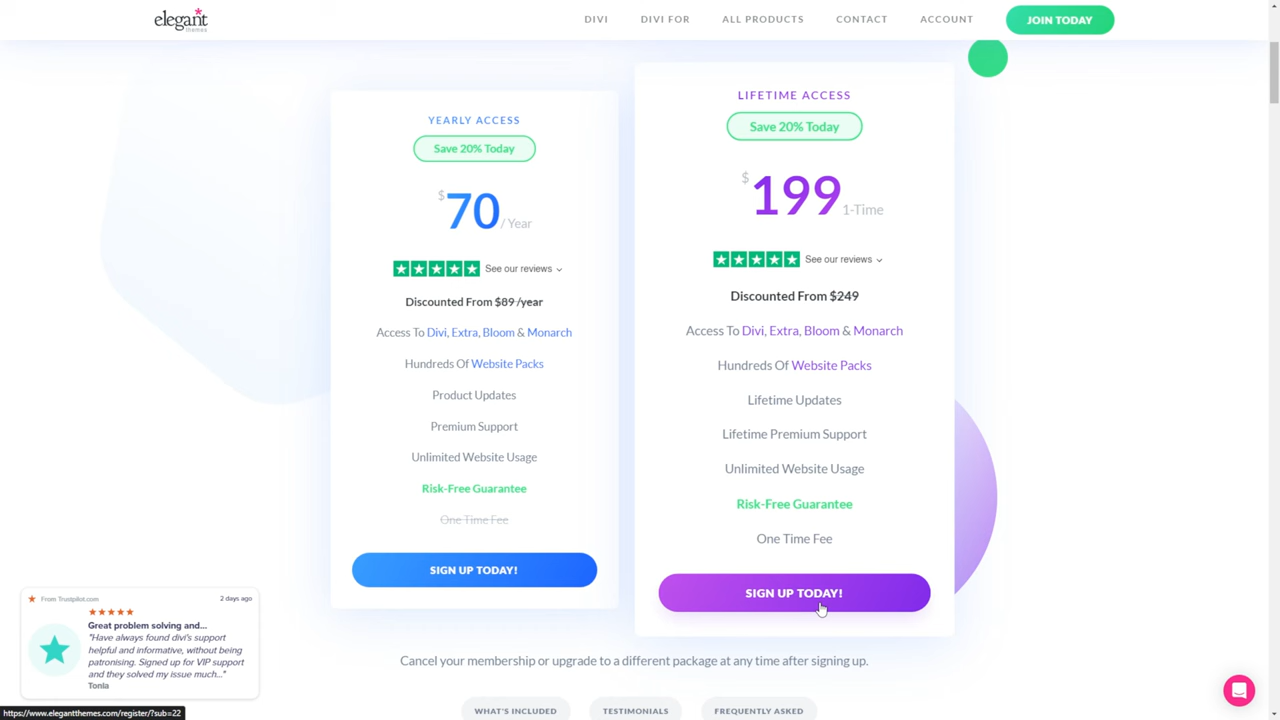 elegant
themes
DIVI
DIVI FOR
ALL PRODUCTS
CONTACT
ACCOUNT
JOIN TODAY
YEARLY ACCESS
Save 20% Today
$70/ Year
See our reviews
Discounted From $89 /year
Access To Divi, Extra, Bloom & Monarch
Hundreds Of Website Packs
Product Updates
Premium Support
Unlimited Website Usage
Risk-Free Guarantee
One Time Fee
SIGN UP TODAY!
LIFETIME ACCESS
Save 20% Today
$199 1-Time
See our reviews
Discounted From $249
Access To Divi, Extra, Bloom & Monarch
Hundreds Of Website Packs
Lifetime Updates
Lifetime Premium Support
Unlimited Website Usage
Risk-Free Guarantee
One Time Fee
SIGN UP TODAY!
From Trustpilot.com
2 days ago
Great problem solving and...
"Have always found divi's support
helpful and informative, without being
patronising. Signed up for VIP support
and they solved my issue much..."
Tonia
Cancel your membership or upgrade to a different package at any time after signing up.
WHAT'S INCLUDED
TESTIMONIALS
FREQUENTLY ASKED
https://www.elegantthemes.com/register/?sub=22